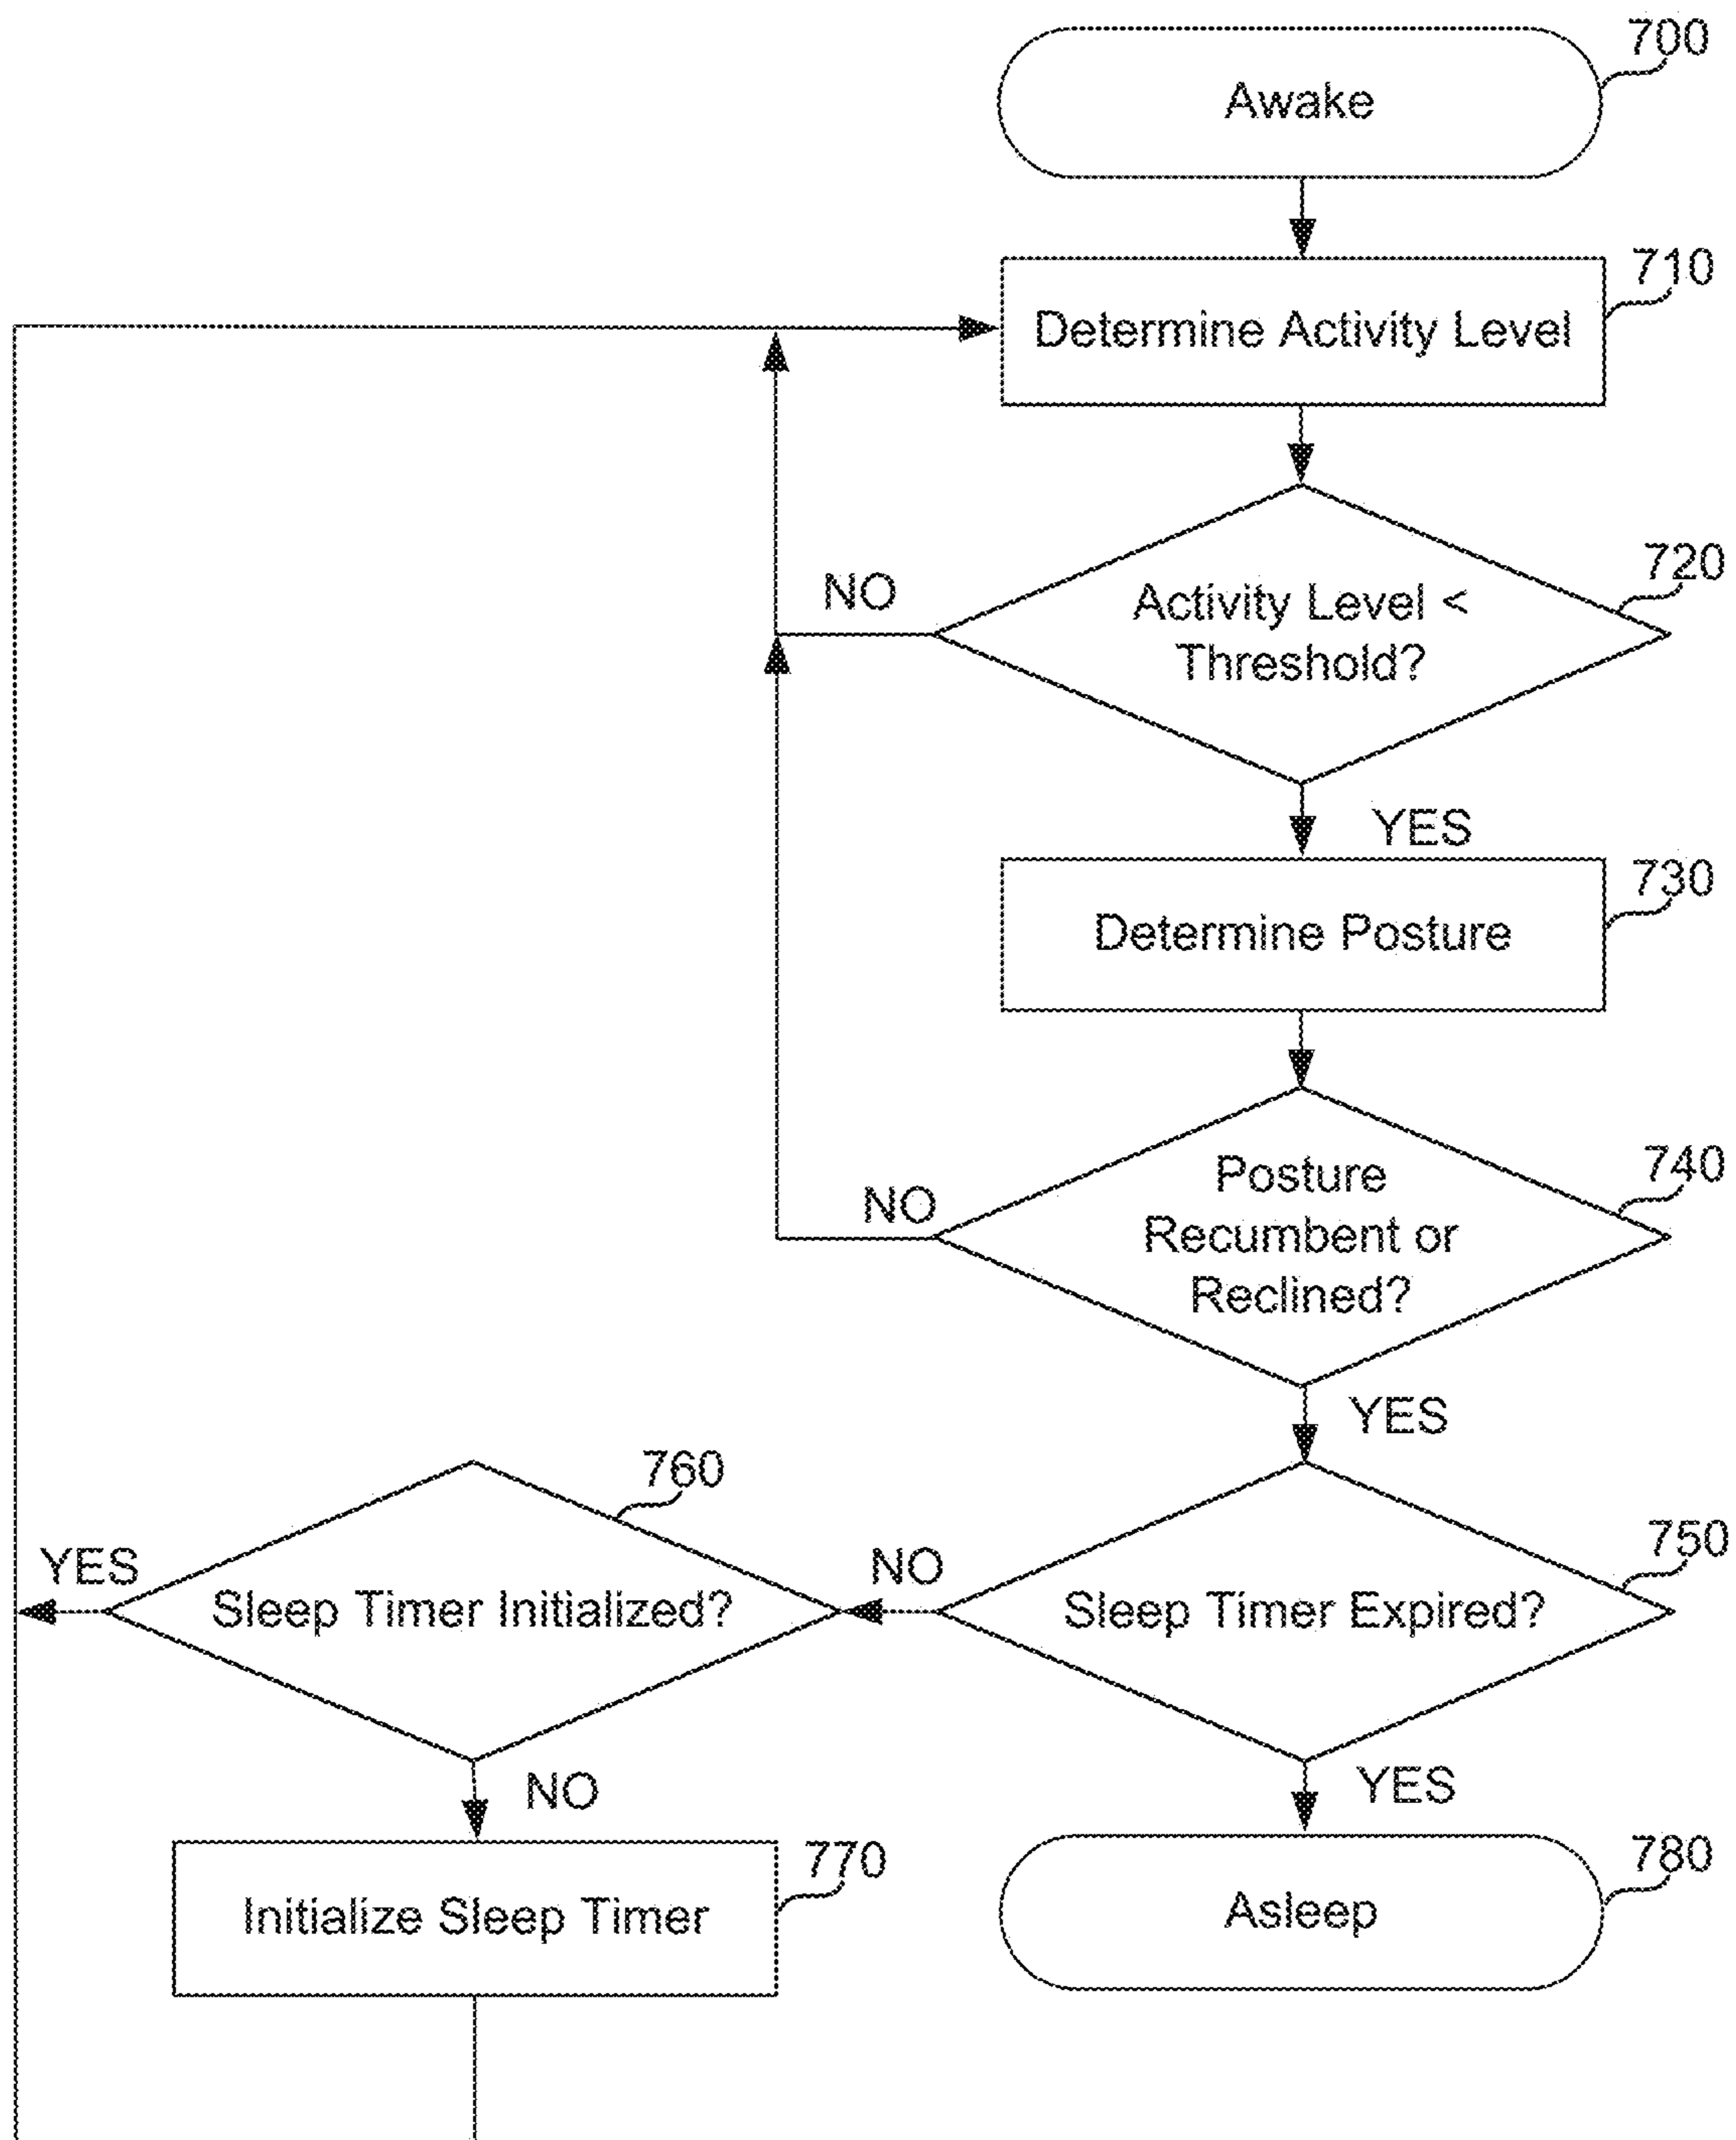 700
Awake
710
Determine Activity Level
720
NO
Activity Level <
Threshold?
YES
730
Determine Posture
740
NO
Posture
Recumbent or
Reclined?
YES
760
750
YES
Sleep Timer Initialized?
NO
Sleep Timer Expired?
NO
YES
770
Initialize Sleep Timer
780
Asleep